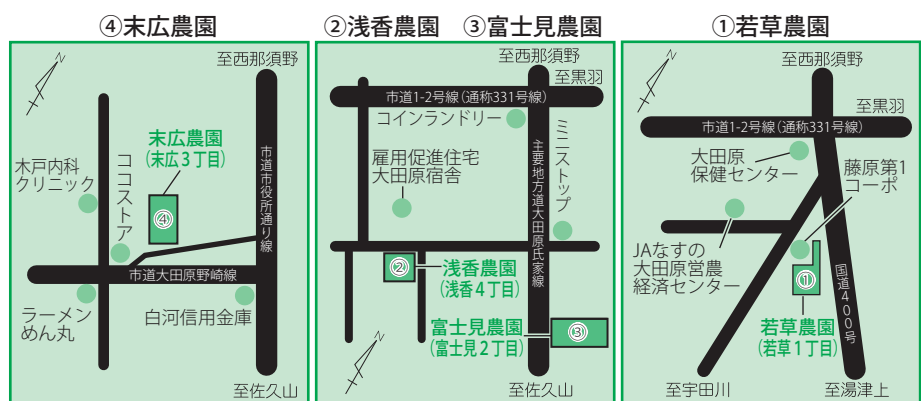 ④末広農園
至西那須野
N
市道市役所通り線
末広農園
(末広3丁目)
木戸内科
クリニック
ココストア
④
市道大田原野崎線
ラーメン
めん丸
白河信用金庫
至佐久山
②浅香農園 ③富士見農園
至西那須野
至黒羽
市道1-2号線(通称331号線)
コインランドリー
ミニストップ
主要地方道大田原氏家線
雇用促進住宅
大田原宿舎
②
浅香農園
(浅香4丁目)
富士見農園
(富士見2丁目)
③
N
至佐久山
①若草農園
N
至西那須野
至黒羽
市道1-2号線(通称331号線)
大田原
保健センター
藤原第1
コーポ
JAなすの
大田原営農
経済センター
①
国道400号
若草農園
(若草1丁目)
至宇田川
至湯津上